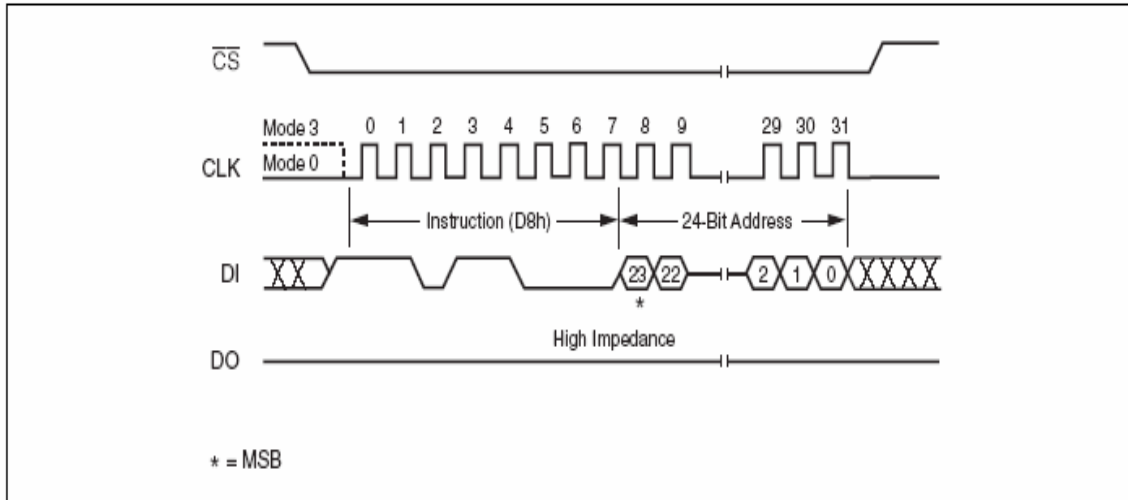 CS
Mode 3 0 1 2 3 4 5 6 7 8 9 29 30 31
CLK Mode 0
Instruction (D8h) 24-Bit Address
DI 23 22 2 1 0
*
High Impedance
DO
* = MSB